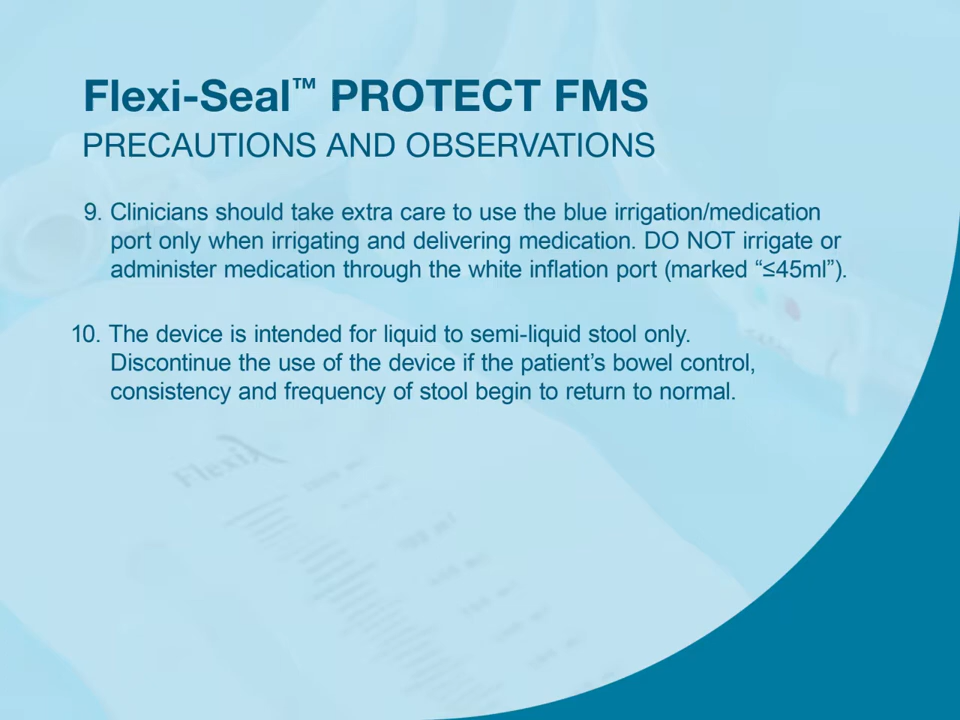 Flexi-Seal™ PROTECT FMS
PRECAUTIONS AND OBSERVATIONS
9. Clinicians should take extra care to use the blue irrigation/medication
port only when irrigating and delivering medication. DO NOT irrigate or
administer medication through the white inflation port (marked “≤45ml”).
10. The device is intended for liquid to semi-liquid stool only.
Discontinue the use of the device if the patient’s bowel control,
consistency and frequency of stool begin to return to normal.
Flexi